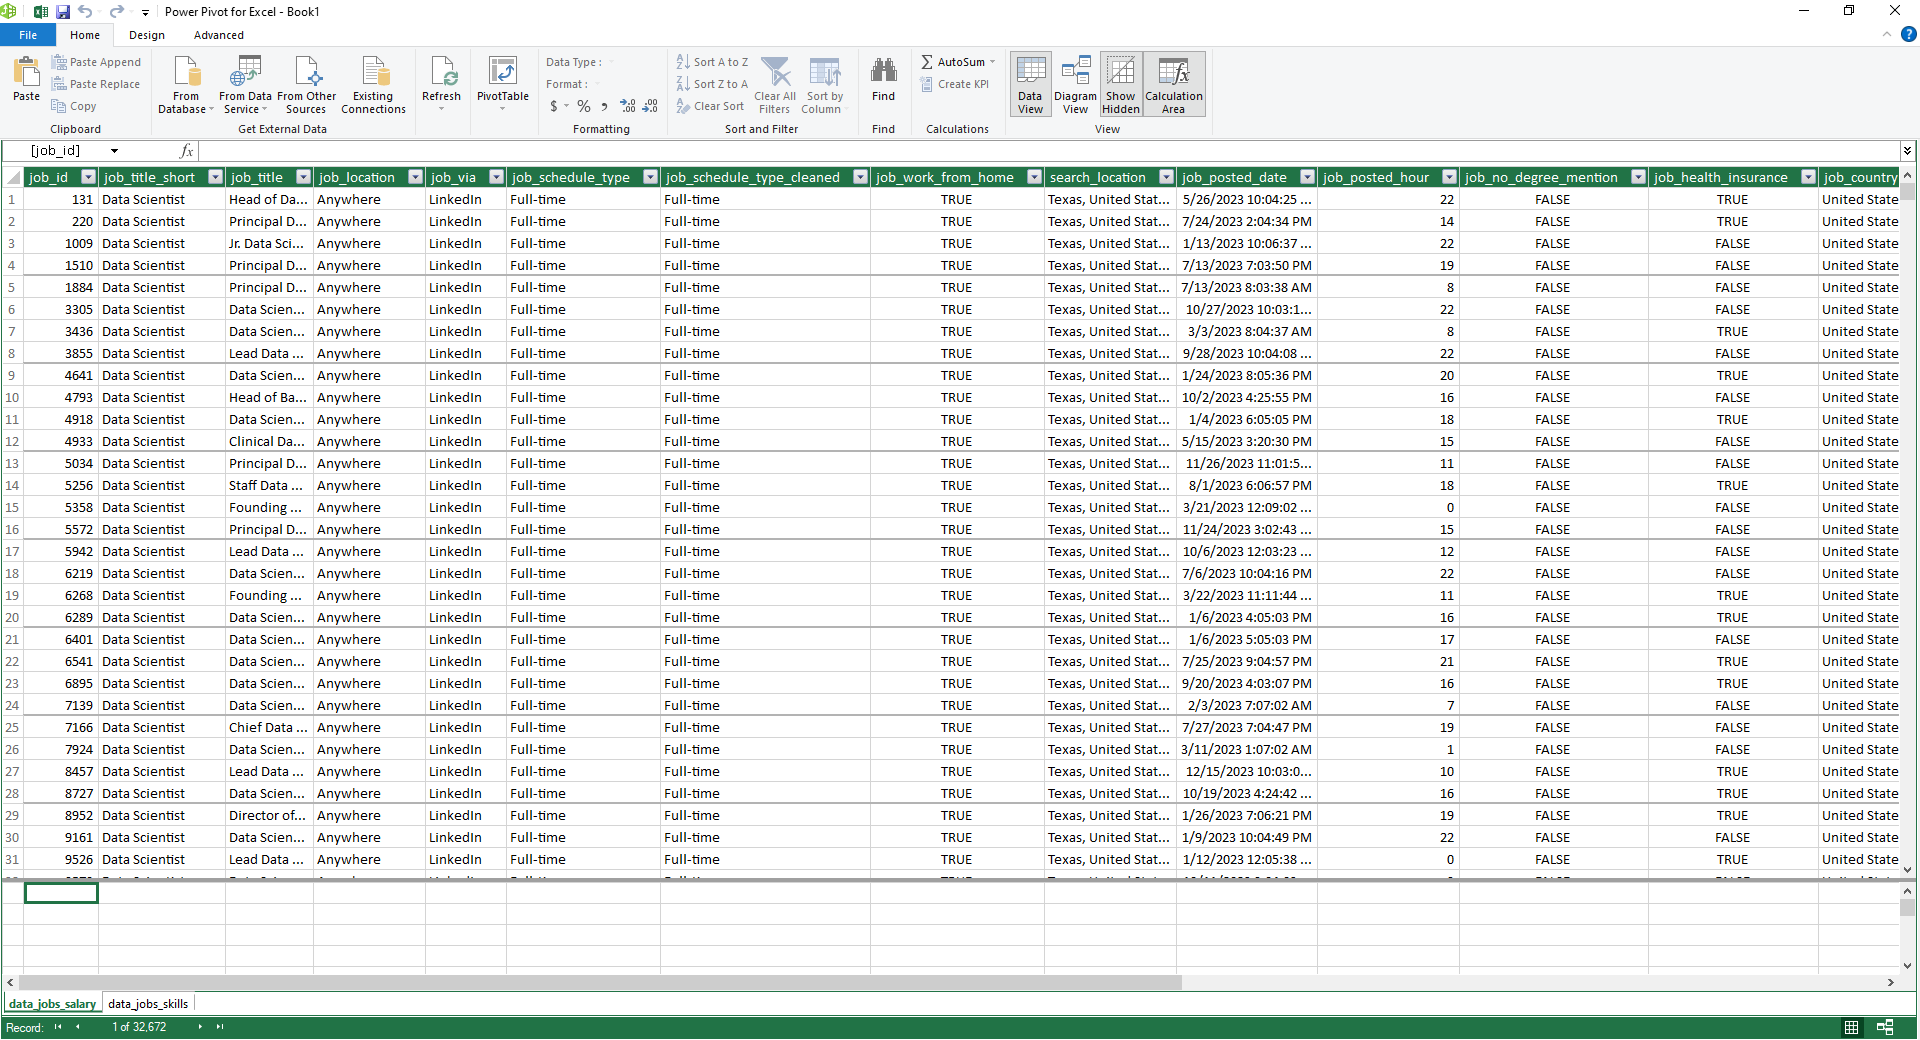 Power Pivot for Excel - Book1
File Home Design Advanced
Paste Paste Append Paste Replace Copy
From Database From Data Service From Other Sources Existing Connections
Refresh PivotTable
Data Type : Format : $ % ,
Sort A to Z Sort Z to A Clear Sort Clear All Filters Sort by Column
Find AutoSum Create KPI
Data View Diagram View Show Hidden Calculation Area
Clipboard Get External Data Formatting Sort and Filter Find Calculations View
[job_id] fx
job_id job_title_short job_title job_location job_via job_schedule_type job_schedule_type_cleaned job_work_from_home search_location job_posted_date job_posted_hour job_no_degree_mention job_health_insurance job_country
1 131 Data Scientist Head of Da... Anywhere LinkedIn Full-time Full-time TRUE Texas, United Stat... 5/26/2023 10:04:25 ... 22 FALSE TRUE United State
2 220 Data Scientist Principal D... Anywhere LinkedIn Full-time Full-time TRUE Texas, United Stat... 7/24/2023 2:04:34 PM 14 FALSE TRUE United State
3 1009 Data Scientist Jr. Data Sci... Anywhere LinkedIn Full-time Full-time TRUE Texas, United Stat... 1/13/2023 10:06:37 ... 22 FALSE FALSE United State
4 1510 Data Scientist Principal D... Anywhere LinkedIn Full-time Full-time TRUE Texas, United Stat... 7/13/2023 7:03:50 PM 19 FALSE FALSE United State
5 1884 Data Scientist Principal D... Anywhere LinkedIn Full-time Full-time TRUE Texas, United Stat... 7/13/2023 8:03:38 AM 8 FALSE FALSE United State
6 3305 Data Scientist Data Scien... Anywhere LinkedIn Full-time Full-time TRUE Texas, United Stat... 10/27/2023 10:03:1... 22 FALSE FALSE United State
7 3436 Data Scientist Data Scien... Anywhere LinkedIn Full-time Full-time TRUE Texas, United Stat... 3/3/2023 8:04:37 AM 8 FALSE TRUE United State
8 3855 Data Scientist Lead Data ... Anywhere LinkedIn Full-time Full-time TRUE Texas, United Stat... 9/28/2023 10:04:08 ... 22 FALSE FALSE United State
9 4641 Data Scientist Data Scien... Anywhere LinkedIn Full-time Full-time TRUE Texas, United Stat... 1/24/2023 8:05:36 PM 20 FALSE TRUE United State
10 4793 Data Scientist Head of Ba... Anywhere LinkedIn Full-time Full-time TRUE Texas, United Stat... 10/2/2023 4:25:55 PM 16 FALSE FALSE United State
11 4918 Data Scientist Data Scien... Anywhere LinkedIn Full-time Full-time TRUE Texas, United Stat... 1/4/2023 6:05:05 PM 18 FALSE TRUE United State
12 4933 Data Scientist Clinical Da... Anywhere LinkedIn Full-time Full-time TRUE Texas, United Stat... 5/15/2023 3:20:30 PM 15 FALSE FALSE United State
13 5034 Data Scientist Principal D... Anywhere LinkedIn Full-time Full-time TRUE Texas, United Stat... 11/26/2023 11:01:5... 11 FALSE FALSE United State
14 5256 Data Scientist Staff Data ... Anywhere LinkedIn Full-time Full-time TRUE Texas, United Stat... 8/1/2023 6:06:57 PM 18 FALSE TRUE United State
15 5358 Data Scientist Founding ... Anywhere LinkedIn Full-time Full-time TRUE Texas, United Stat... 3/21/2023 12:09:02 ... 0 FALSE FALSE United State
16 5572 Data Scientist Principal D... Anywhere LinkedIn Full-time Full-time TRUE Texas, United Stat... 11/24/2023 3:02:43 ... 15 FALSE FALSE United State
17 5942 Data Scientist Lead Data ... Anywhere LinkedIn Full-time Full-time TRUE Texas, United Stat... 10/6/2023 12:03:23 ... 12 FALSE FALSE United State
18 6219 Data Scientist Data Scien... Anywhere LinkedIn Full-time Full-time TRUE Texas, United Stat... 7/6/2023 10:04:16 PM 22 FALSE FALSE United State
19 6268 Data Scientist Founding ... Anywhere LinkedIn Full-time Full-time TRUE Texas, United Stat... 3/22/2023 11:11:44 ... 11 FALSE TRUE United State
20 6289 Data Scientist Data Scien... Anywhere LinkedIn Full-time Full-time TRUE Texas, United Stat... 1/6/2023 4:05:03 PM 16 FALSE TRUE United State
21 6401 Data Scientist Data Scien... Anywhere LinkedIn Full-time Full-time TRUE Texas, United Stat... 1/6/2023 5:05:03 PM 17 FALSE FALSE United State
22 6541 Data Scientist Data Scien... Anywhere LinkedIn Full-time Full-time TRUE Texas, United Stat... 7/25/2023 9:04:57 PM 21 FALSE TRUE United State
23 6895 Data Scientist Data Scien... Anywhere LinkedIn Full-time Full-time TRUE Texas, United Stat... 9/20/2023 4:03:07 PM 16 FALSE TRUE United State
24 7139 Data Scientist Data Scien... Anywhere LinkedIn Full-time Full-time TRUE Texas, United Stat... 2/3/2023 7:07:02 AM 7 FALSE FALSE United State
25 7166 Data Scientist Chief Data ... Anywhere LinkedIn Full-time Full-time TRUE Texas, United Stat... 7/27/2023 7:04:47 PM 19 FALSE FALSE United State
26 7924 Data Scientist Data Scien... Anywhere LinkedIn Full-time Full-time TRUE Texas, United Stat... 3/11/2023 1:07:02 AM 1 FALSE FALSE United State
27 8457 Data Scientist Lead Data ... Anywhere LinkedIn Full-time Full-time TRUE Texas, United Stat... 12/15/2023 10:03:0... 10 FALSE TRUE United State
28 8727 Data Scientist Data Scien... Anywhere LinkedIn Full-time Full-time TRUE Texas, United Stat... 10/19/2023 4:24:42 ... 16 FALSE TRUE United State
29 8952 Data Scientist Director of... Anywhere LinkedIn Full-time Full-time TRUE Texas, United Stat... 1/26/2023 7:06:21 PM 19 FALSE TRUE United State
30 9161 Data Scientist Data Scien... Anywhere LinkedIn Full-time Full-time TRUE Texas, United Stat... 1/9/2023 10:04:49 PM 22 FALSE FALSE United State
31 9526 Data Scientist Lead Data ... Anywhere LinkedIn Full-time Full-time TRUE Texas, United Stat... 1/12/2023 12:05:38 ... 0 FALSE TRUE United State
data_jobs_salary data_jobs_skills
Record: 1 of 32,672